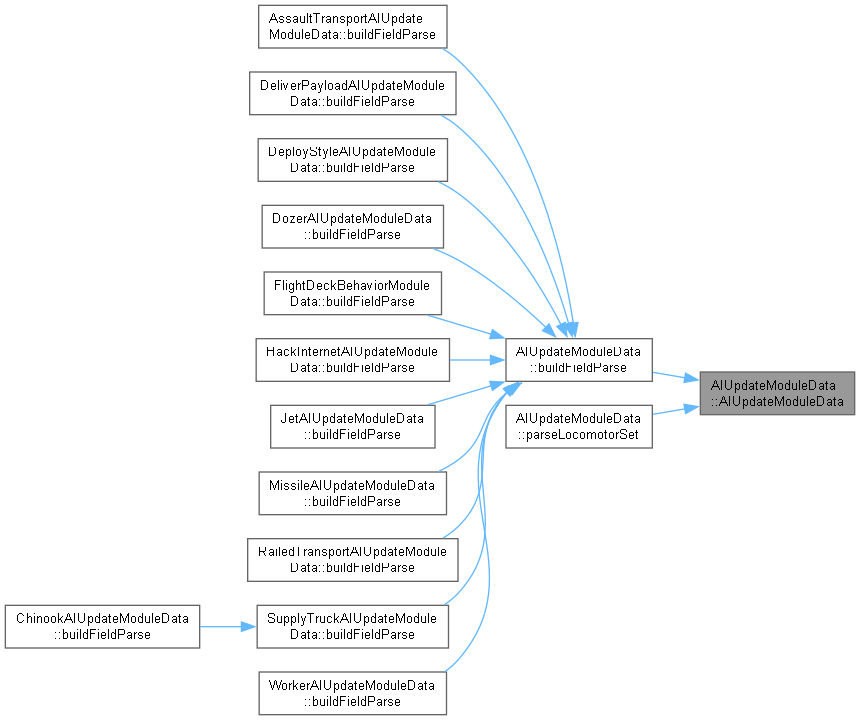 AssaultTransportAIUpdate
ModuleData::buildFieldParse
DeliverPayloadAIUpdateModule
Data::buildFieldParse
DeployStyleAIUpdateModule
Data::buildFieldParse
DozerAIUpdateModuleData
::buildFieldParse
FlightDeckBehaviorModule
Data::buildFieldParse
HackInternetAIUpdateModule
Data::buildFieldParse
JetAIUpdateModuleData
::buildFieldParse
MissileAIUpdateModuleData
::buildFieldParse
RailedTransportAIUpdateModule
Data::buildFieldParse
ChinookAIUpdateModuleData
::buildFieldParse
SupplyTruckAIUpdateModule
Data::buildFieldParse
WorkerAIUpdateModuleData
::buildFieldParse
AIUpdateModuleData
::buildFieldParse
AIUpdateModuleData
::parseLocomotorSet
AIUpdateModuleData
::AIUpdateModuleData